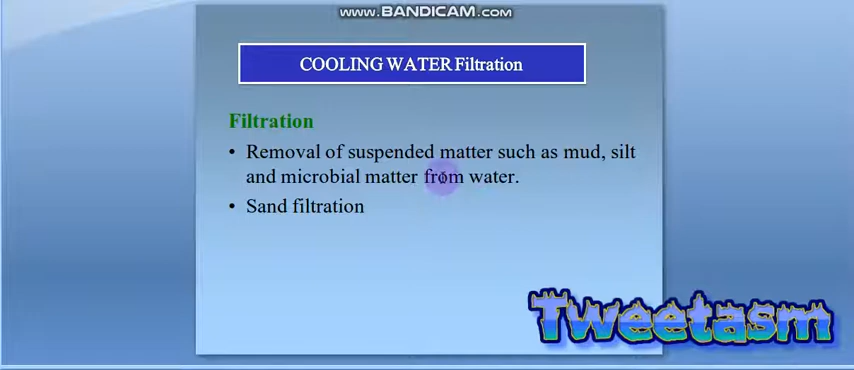 www.BANDICAM.com
COOLING WATER Filtration
Filtration
• Removal of suspended matter such as mud, silt
and microbial matter from water.
• Sand filtration
Tweetasm